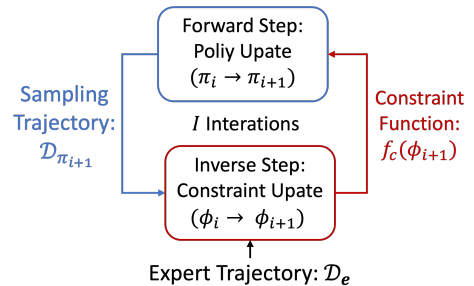 Forward Step:
Poliy Upate
(π_i → π_{i+1})
Sampling
Trajectory:
𝒟_{π_{i+1}}
I Interations
Constraint
Function:
f_c(ϕ_{i+1})
Inverse Step:
Constraint Upate
(ϕ_i → ϕ_{i+1})
Expert Trajectory: 𝒟_e